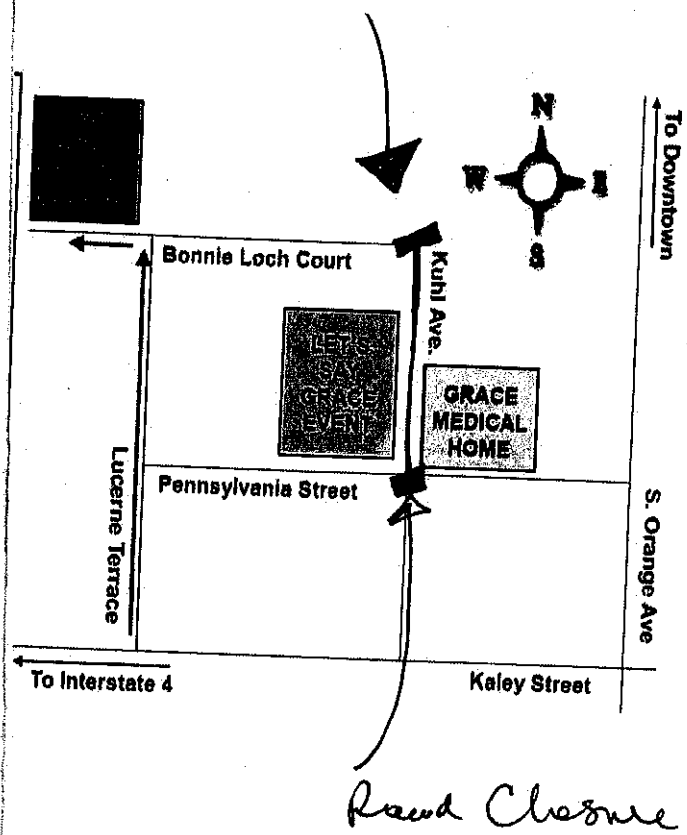 To Downtown
N
W
E
S
Bonnie Loch Court
Kuhl Ave.
LET'S
SAY
GRACE
EVENT
GRACE
MEDICAL
HOME
Lucerne Terrace
Pennsylvania Street
S. Orange Ave
To Interstate 4
Kaley Street
Road Closure